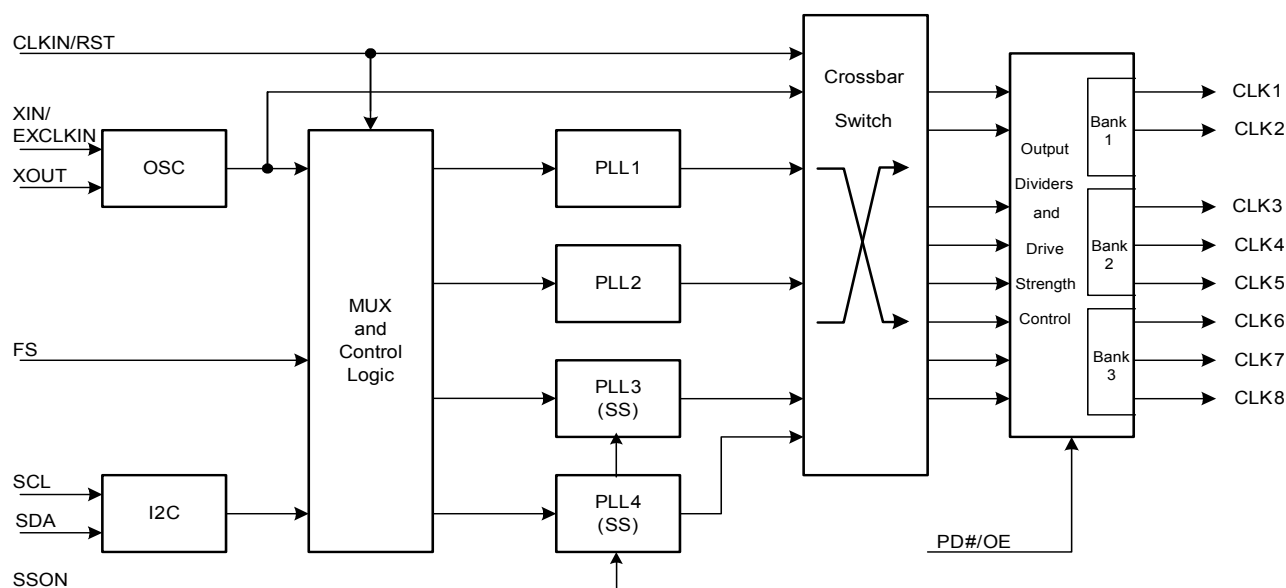 CLKIN/RST
XIN/
EXCLKIN
XOUT
OSC
FS
SCL
SDA
I2C
SSON
MUX
and
Control
Logic
PLL1
PLL2
PLL3
(SS)
PLL4
(SS)
Crossbar
Switch
Output
Dividers
and
Drive
Strength
Control
Bank
1
Bank
2
Bank
3
PD#/OE
CLK1
CLK2
CLK3
CLK4
CLK5
CLK6
CLK7
CLK8